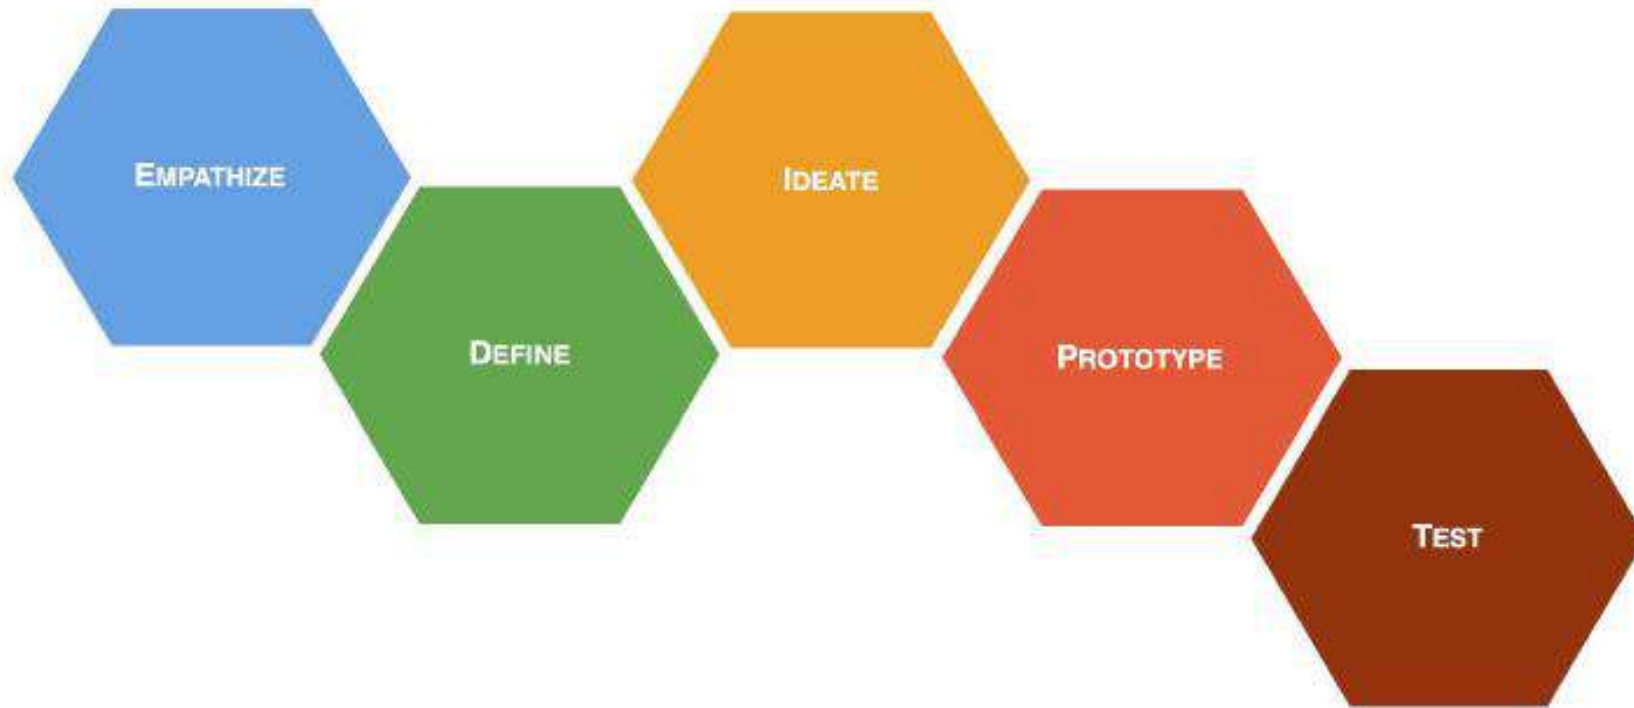 EMPATHIZE
DEFINE
IDEATE
PROTOTYPE
TEST